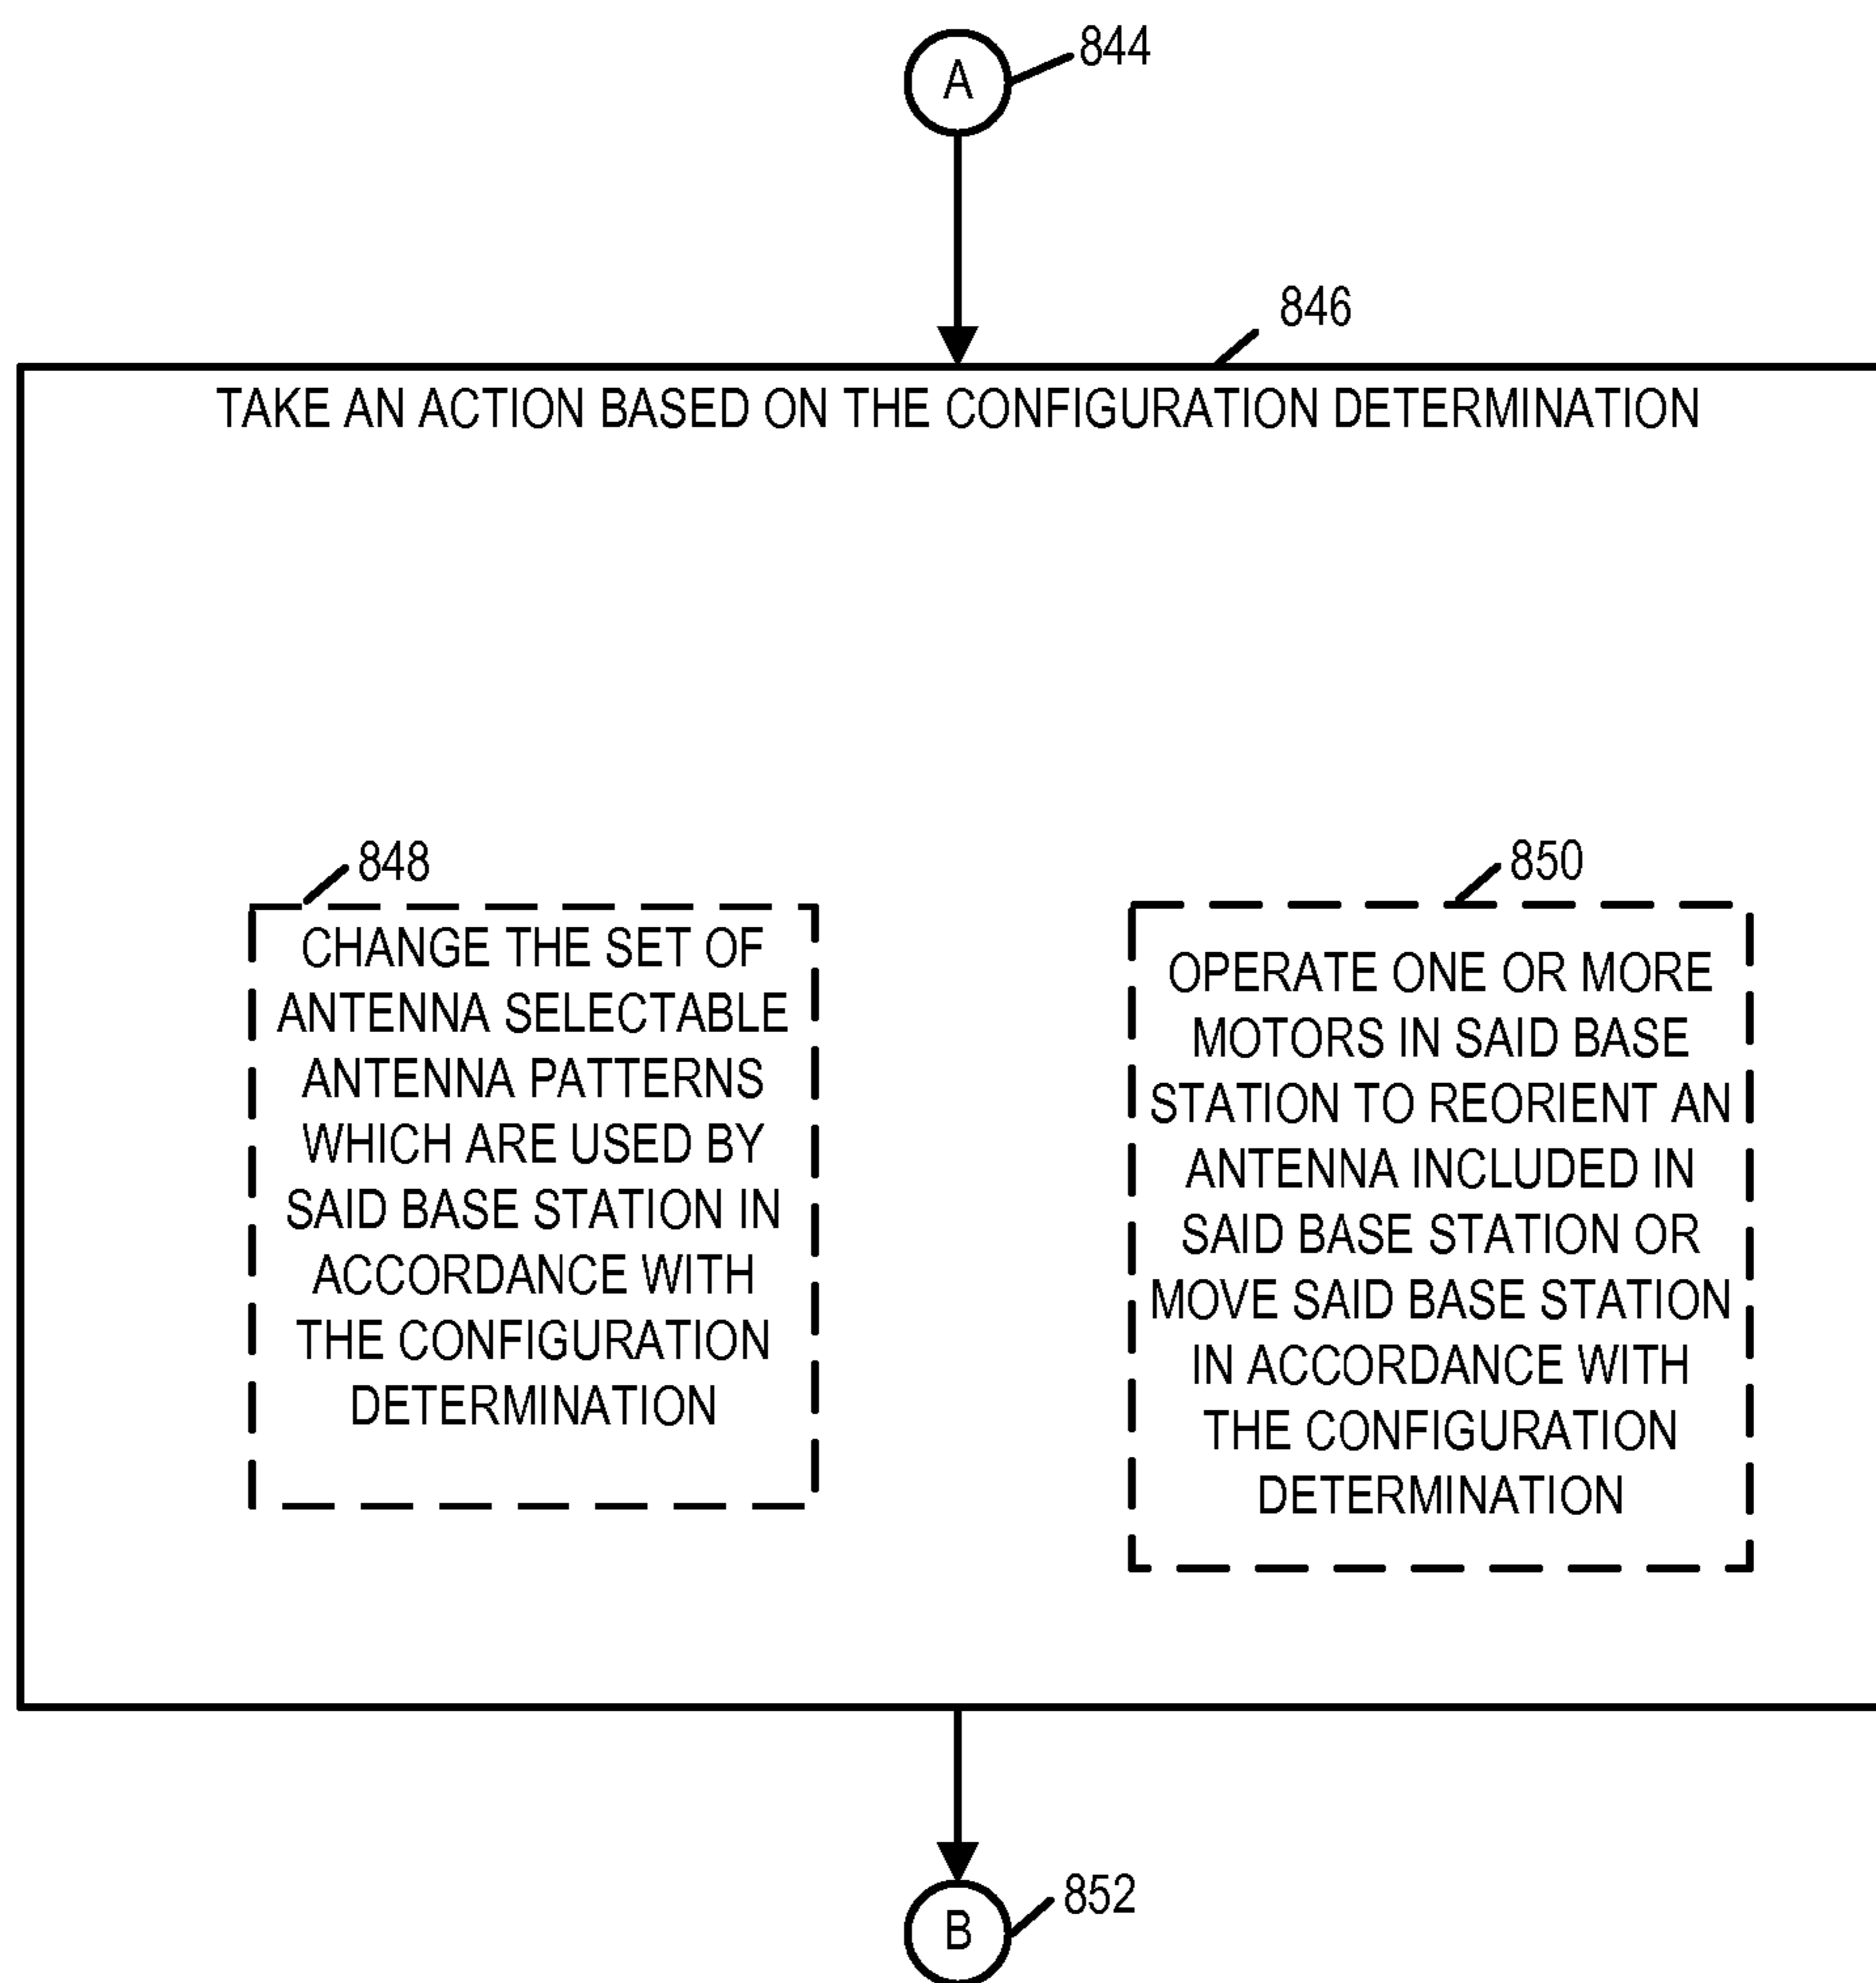 A
844
846
TAKE AN ACTION BASED ON THE CONFIGURATION DETERMINATION
848
CHANGE THE SET OF
ANTENNA SELECTABLE
ANTENNA PATTERNS
WHICH ARE USED BY
SAID BASE STATION IN
ACCORDANCE WITH
THE CONFIGURATION
DETERMINATION
850
OPERATE ONE OR MORE
MOTORS IN SAID BASE
STATION TO REORIENT AN
ANTENNA INCLUDED IN
SAID BASE STATION OR
MOVE SAID BASE STATION
IN ACCORDANCE WITH
THE CONFIGURATION
DETERMINATION
B
852